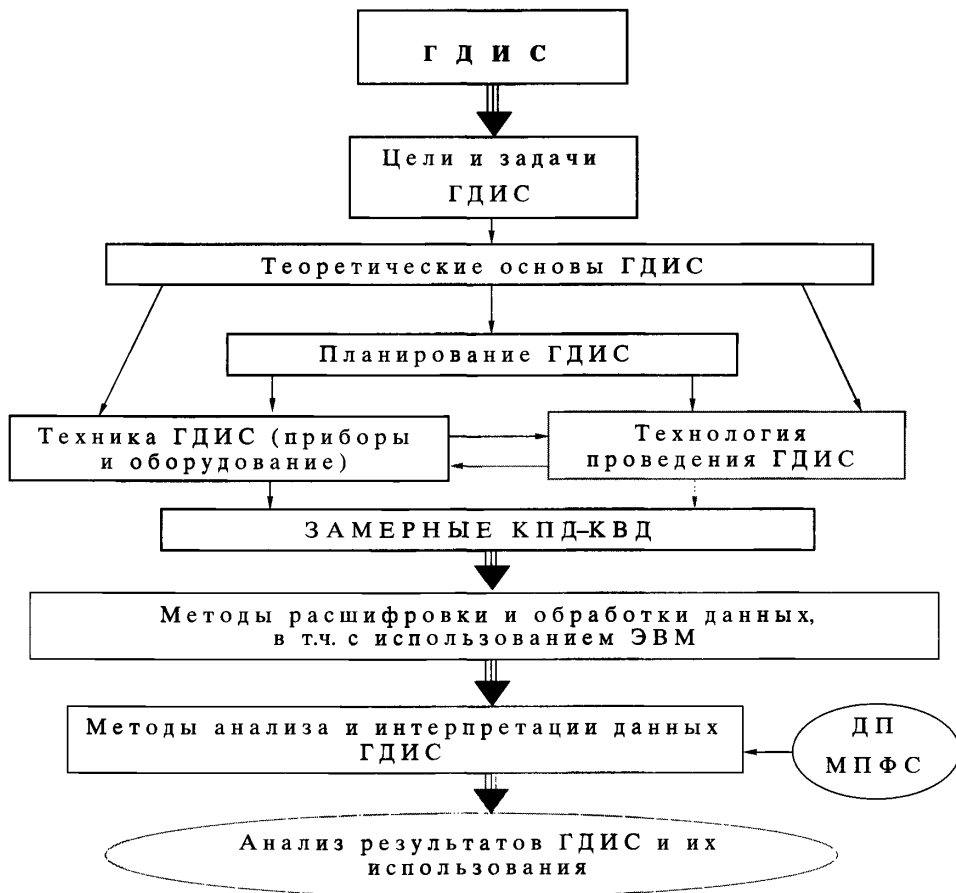 ГДИС
Цели и задачи
ГДИС
Теоретические основы ГДИС
Планирование ГДИС
Техника ГДИС (приборы
и оборудование)
Технология
проведения ГДИС
ЗАМЕРНЫЕ КПД–КВД
Методы расшифровки и обработки данных,
в т.ч. с использованием ЭВМ
Методы анализа и интерпретации данных
ГДИС
ДП
МПФС
Анализ результатов ГДИС и их
использования